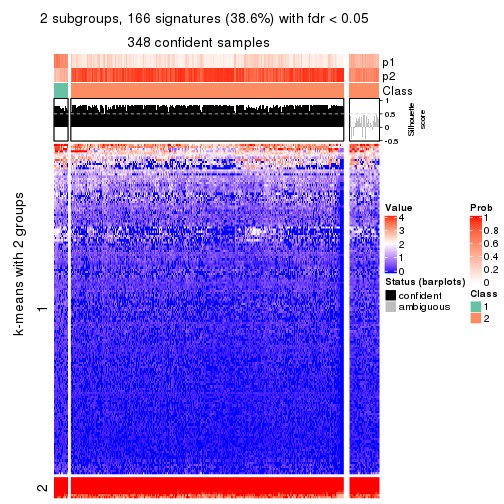 2 subgroups, 166 signatures (38.6%) with fdr < 0.05
348 confident samples
p1
p2
Class
1
0.5
0
-0.5
Silhouette
score
k-means with 2 groups
1
2
Value
4
3
2
1
0
Status (barplots)
confident
ambiguous
Prob
1
0.8
0.6
0.4
0.2
0
Class
1
2